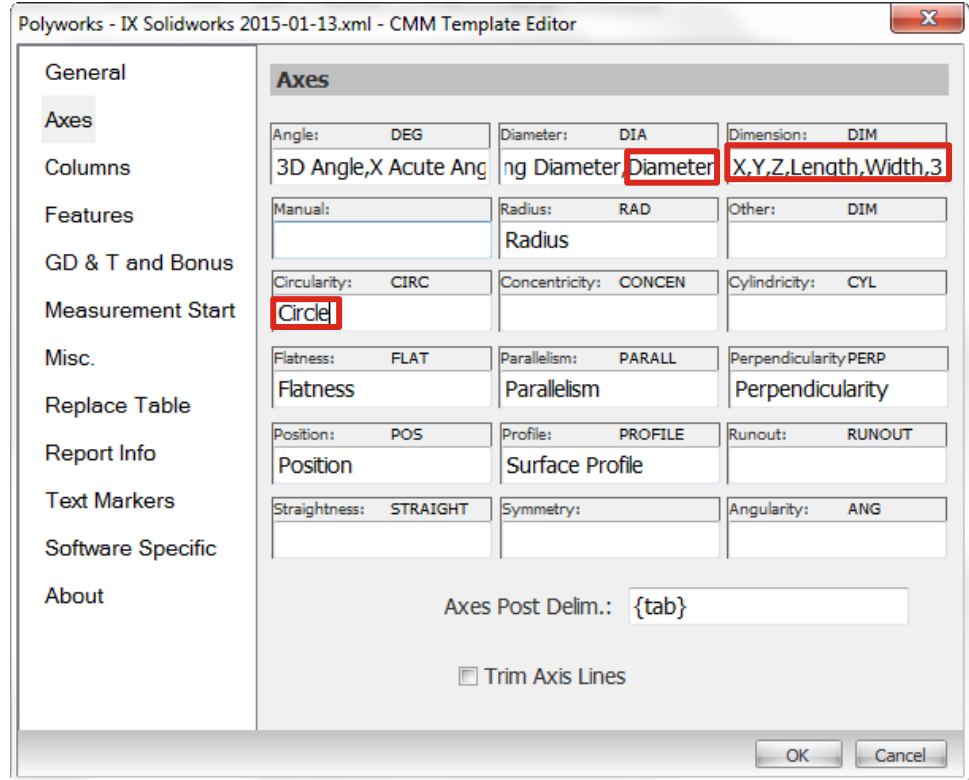 Polyworks - IX Solidworks 2015-01-13.xml - CMM Template Editor
General
Axes
Columns
Features
GD & T and Bonus
Measurement Start
Misc.
Replace Table
Report Info
Text Markers
Software Specific
About
Axes
Angle: DEG Diameter: DIA Dimension: DIM
3D Angle,X Acute Ang ng Diameter,Diameter X,Y,Z,Length,Width,3
Manual: Radius: RAD Other: DIM
Radius
Circularity: CIRC Concentricity: CONCEN Cylindricity: CYL
Circle
Flatness: FLAT Parallelism: PARALL Perpendicularity PERP
Flatness Parallelism Perpendicularity
Position: POS Profile: PROFILE Runout: RUNOUT
Position Surface Profile
Straightness: STRAIGHT Symmetry: Angularity: ANG
Axes Post Delim.: {tab}
Trim Axis Lines
OK Cancel